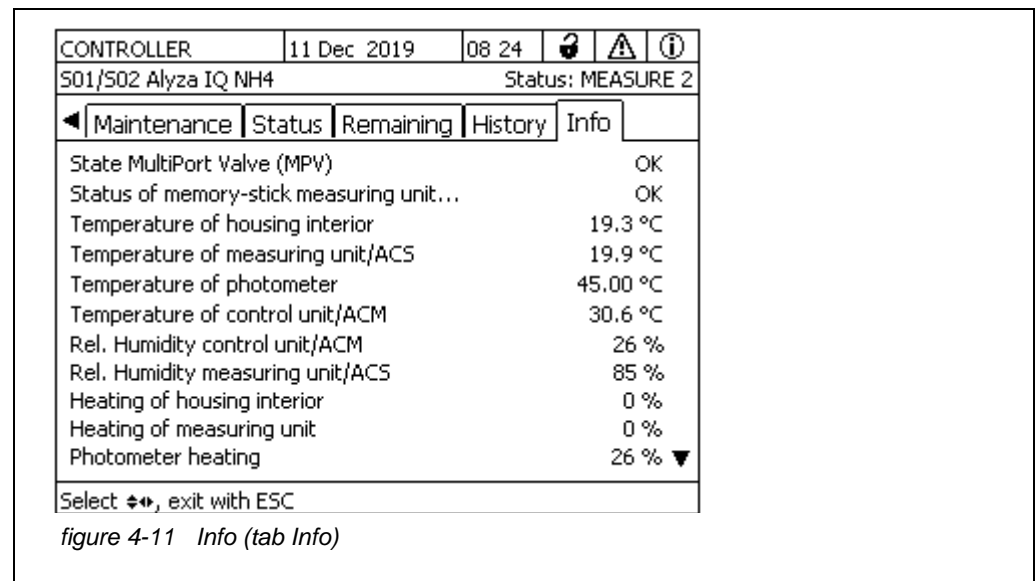 CONTROLLER 11 Dec 2019 08 24
S01/S02 Alyza IQ NH4 Status: MEASURE 2
Maintenance Status Remaining History Info
State MultiPort Valve (MPV) OK
Status of memory-stick measuring unit... OK
Temperature of housing interior 19.3 °C
Temperature of measuring unit/ACS 19.9 °C
Temperature of photometer 45.00 °C
Temperature of control unit/ACM 30.6 °C
Rel. Humidity control unit/ACM 26 %
Rel. Humidity measuring unit/ACS 85 %
Heating of housing interior 0 %
Heating of measuring unit 0 %
Photometer heating 26 %
Select, exit with ESC
figure 4-11 Info (tab Info)